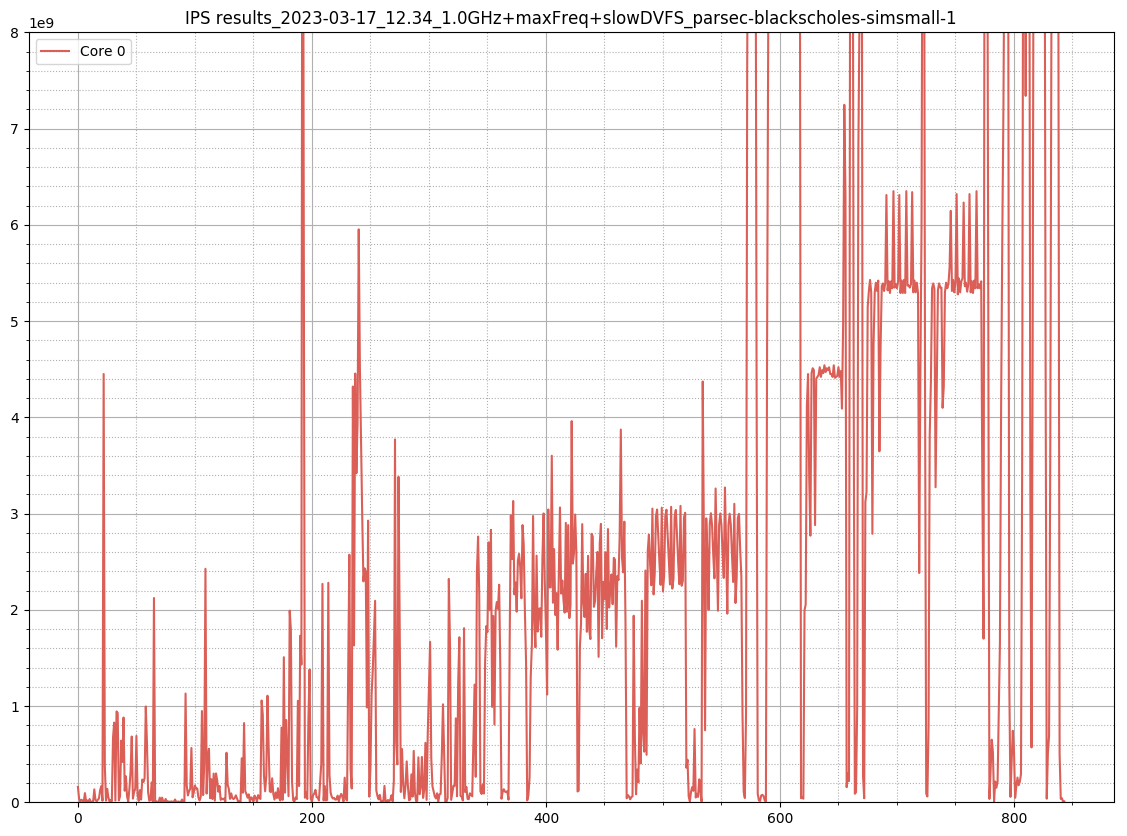 IPS results_2023-03-17_12.34_1.0GHz+maxFreq+slowDVFS_parsec-blackscholes-simsmall-1
1e9
Core 0
8
7
6
5
4
3
2
1
0
0 200 400 600 800